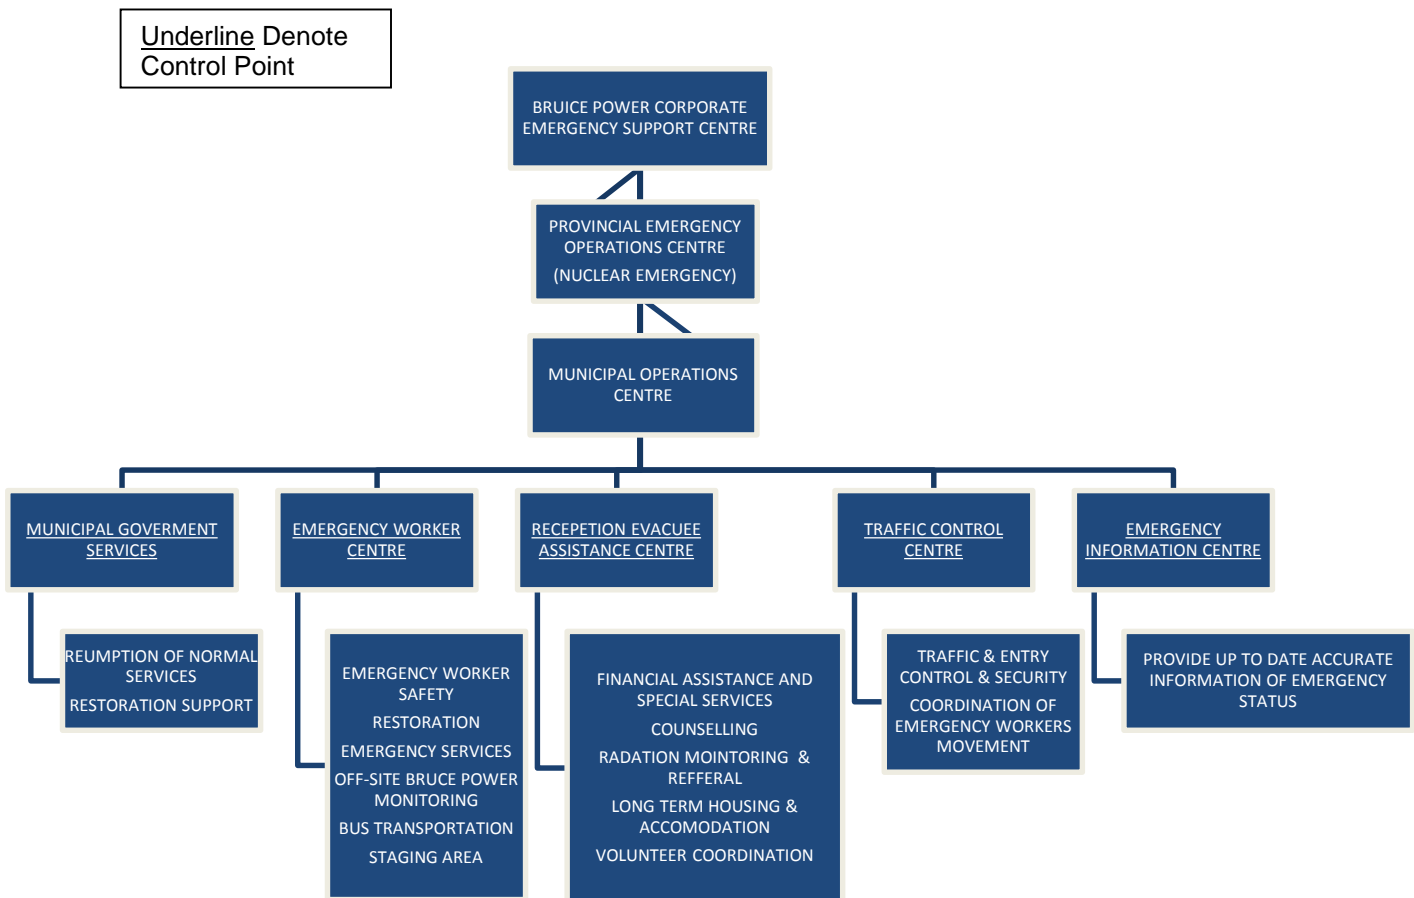 Underline Denote
Control Point
BRUICE POWER CORPORATE
EMERGENCY SUPPORT CENTRE
PROVINCIAL EMERGENCY
OPERATIONS CENTRE
(NUCLEAR EMERGENCY)
MUNICIPAL OPERATIONS
CENTRE
MUNICIPAL GOVERMENT
SERVICES
EMERGENCY WORKER
CENTRE
RECEPETION EVACUEE
ASSISTANCE CENTRE
TRAFFIC CONTROL
CENTRE
EMERGENCY
INFORMATION CENTRE
REUMPTION OF NORMAL
SERVICES
RESTORATION SUPPORT
EMERGENCY WORKER
SAFETY
RESTORATION
EMERGENCY SERVICES
OFF-SITE BRUCE POWER
MONITORING
BUS TRANSPORTATION
STAGING AREA
FINANCIAL ASSISTANCE AND
SPECIAL SERVICES
COUNSELLING
RADATION MOINTORING & 
REFFERAL
LONG TERM HOUSING &
ACCOMODATION
VOLUNTEER COORDINATION
TRAFFIC & ENTRY
CONTROL & SECURITY
COORDINATION OF
EMERGENCY WORKERS
MOVEMENT
PROVIDE UP TO DATE ACCURATE
INFORMATION OF EMERGENCY
STATUS